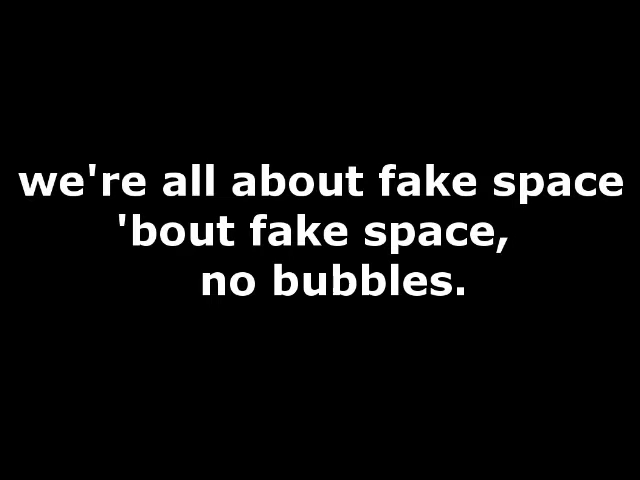 we're all about fake space
'bout fake space,
no bubbles.